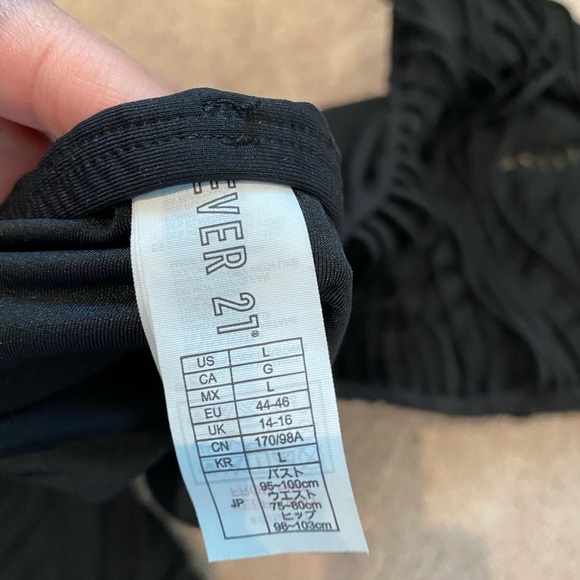 EVER 21®
US L
CA G
MX L
EU 44-46
UK 14-16
CN 170/98A
KR L
JP バスト
95~100cm
ウエスト
75~80cm
ヒップ
98~103cm